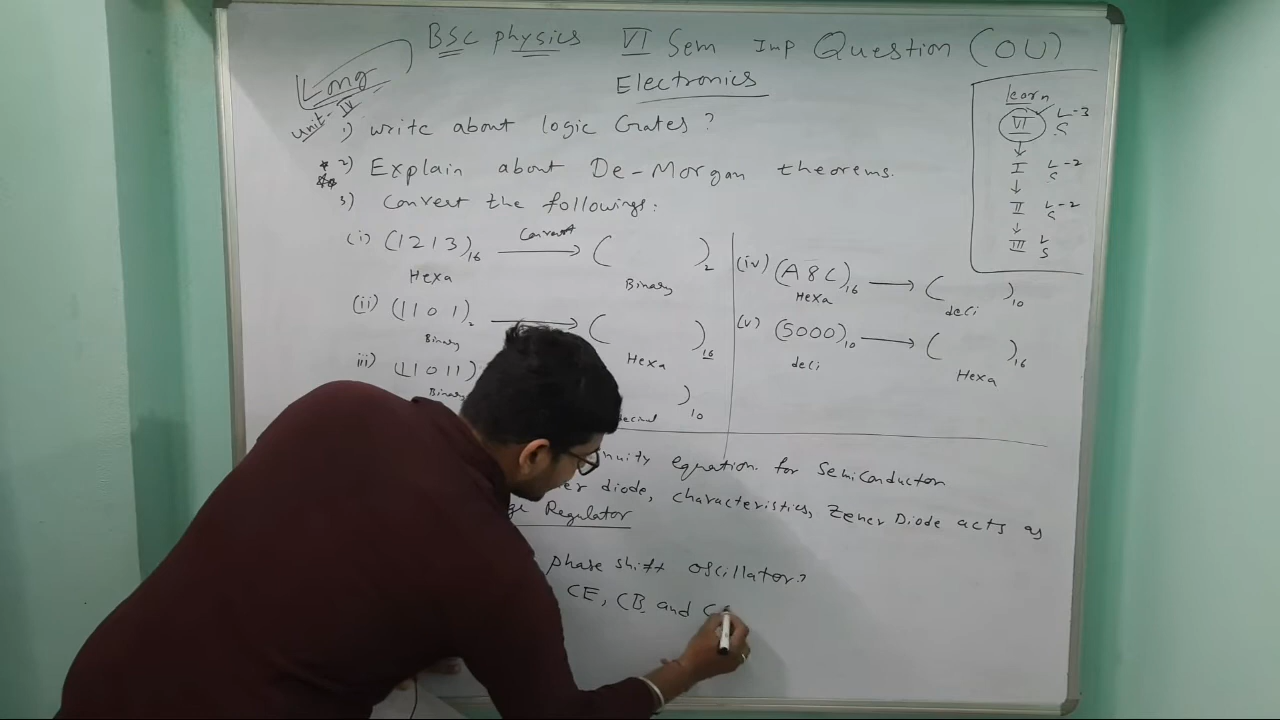 BSC physics VI Sem Imp Question (OU)
Electronics
Long
Unit-IV
1) write about logic Gates ?
2) Explain about De-Morgan theorems.
3) Convert the followings:
(i) (1213)16 Convert → ( )2
Hexa Binary
(ii) (1101)2 → ( )16
Binary Hexa
iii) (11011) )10
Binary
(iv) (A8C)16 → ( )10
Hexa deci
(v) (5000)10 → ( )16
deci Hexa
equation for Semiconductor
diode, characteristics, Zener Diode acts as
Regulator
phase shift oscillator?
CE, CB and C
learn
VI L-3
S
↓
I L-2
S
↓
II L-2
S
↓
III L
S